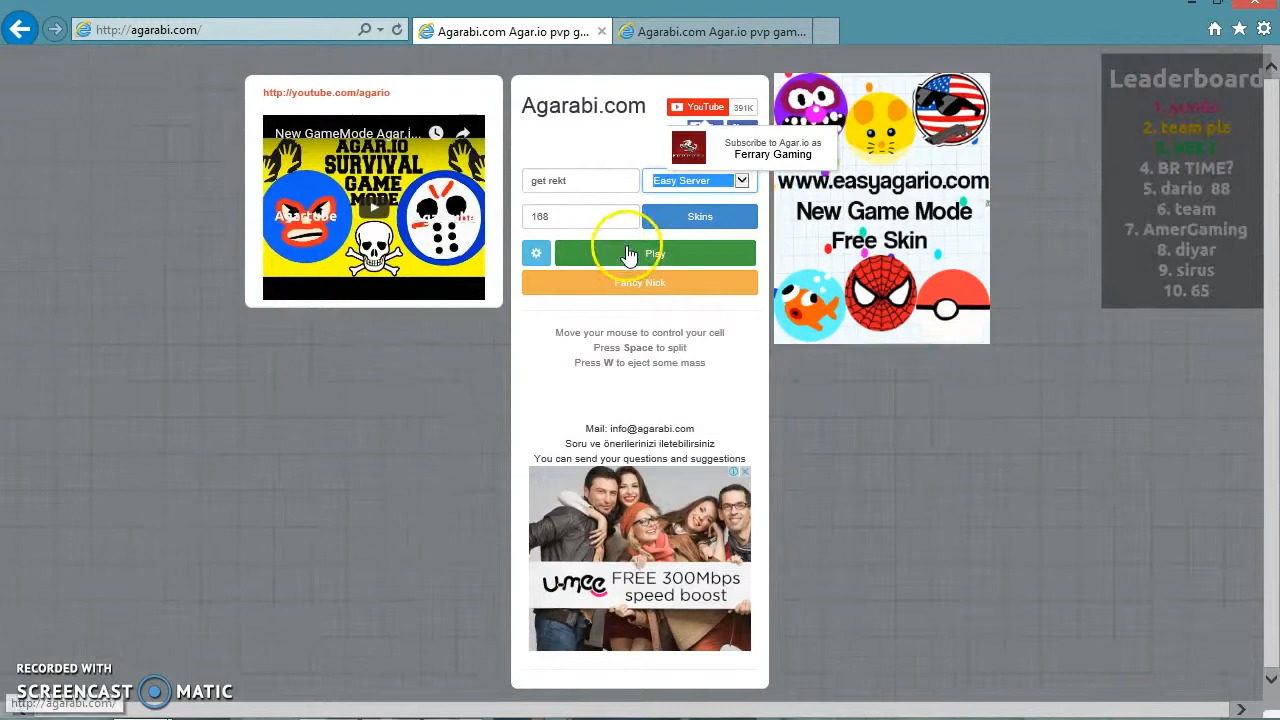 http://agarabi.com/
Agarabi.com Agar.io pvp g...
Agarabi.com Agar.io pvp gam...
http://youtube.com/agario
New GameMode Agar.i...
AGAR.IO
SURVIVAL
GAME
MODE
Agartube
Agarabi.com
YouTube
391K
Subscribe to Agar.io as
Ferrary Gaming
get rekt
Easy Server
168
Skins
Play
Fancy Nick
Move your mouse to control your cell
Press Space to split
Press W to eject some mass
Mail: info@agarabi.com
Soru ve önerilerinizi iletebilirsiniz
You can send your questions and suggestions
u-mee FREE 300Mbps
speed boost
www.easyagario.com
New Game Mode
Free Skin
Leaderboard
2. team pls
4. BR TIME?
5. dario 88
6. team
7. AmerGaming
8. diyar
9. sirus
10. 65
RECORDED WITH
SCREENCAST MATIC
http://agarabi.com/